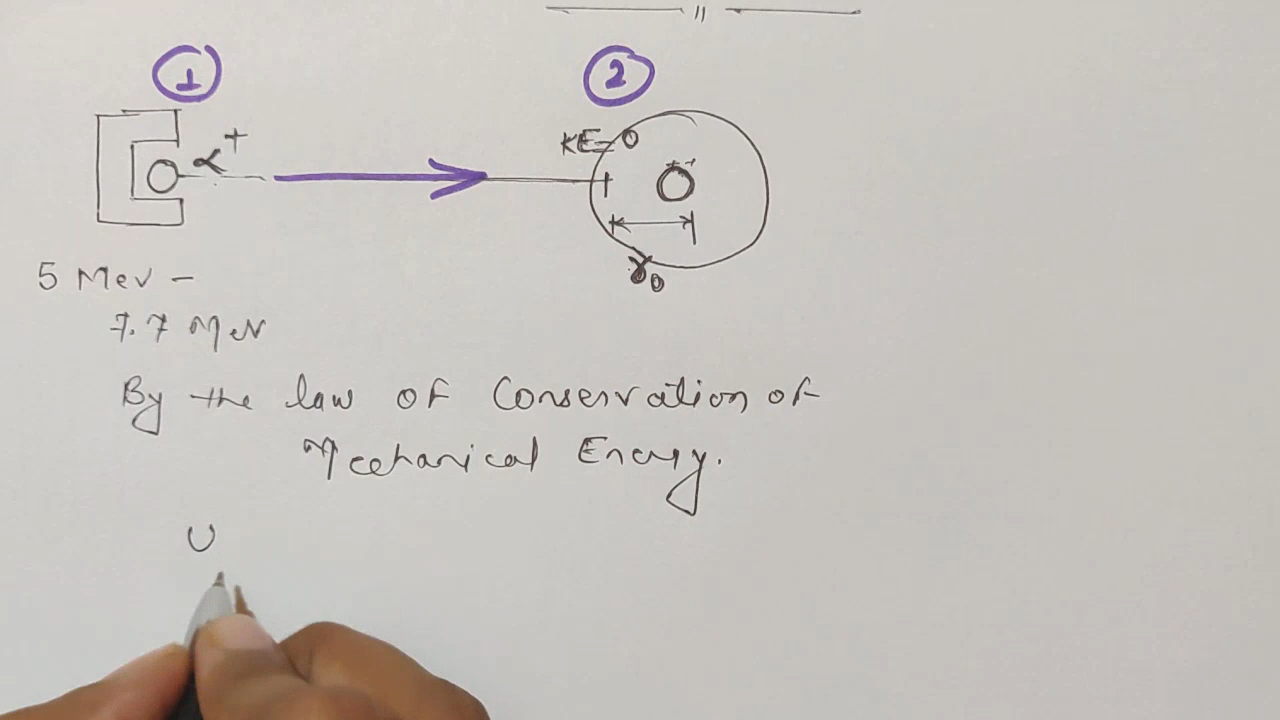 1 2
α+ KE=0
++
r0
5 Mev -
7.7 MeV
By the law of Conservation of
Mechanical Energy.
U